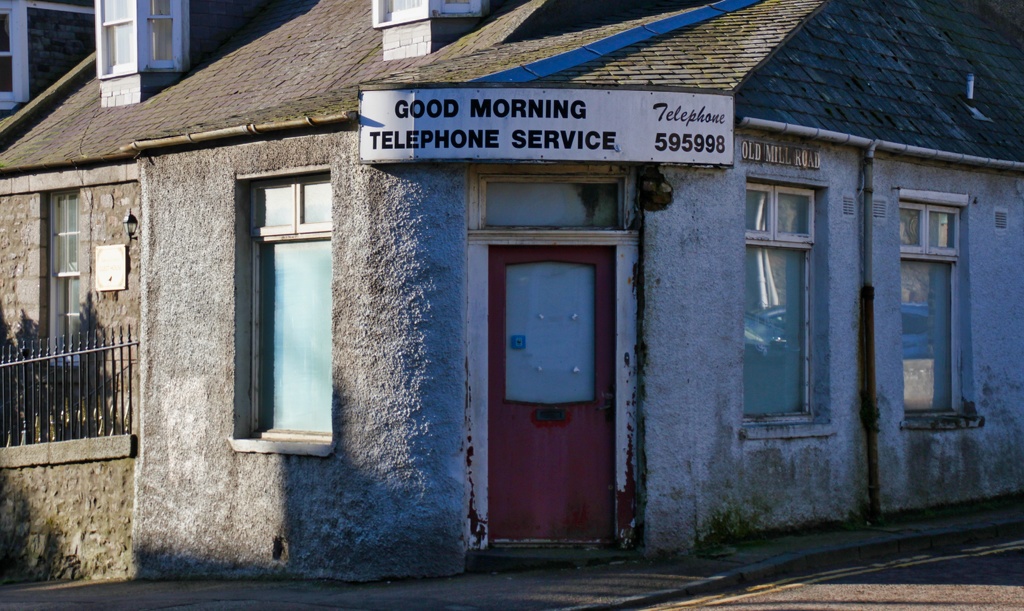 GOOD MORNING
TELEPHONE SERVICE
Telephone
595998
OLD MILL ROAD